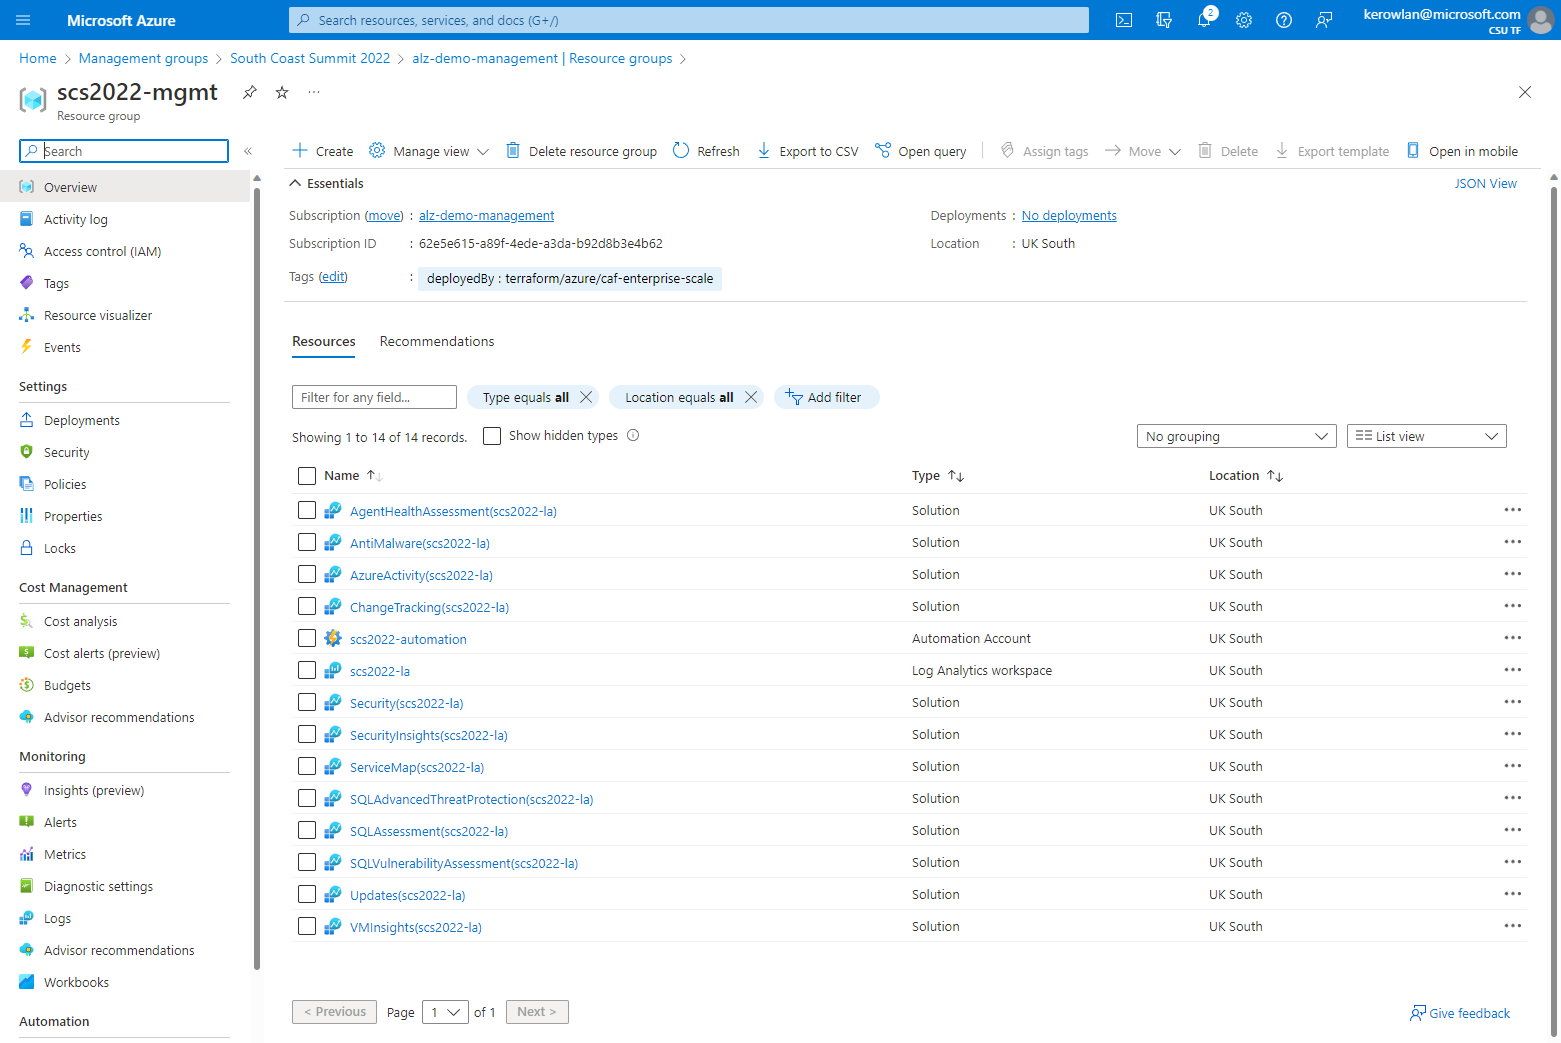 Microsoft Azure
Search resources, services, and docs (G+/)
2
kerowlan@microsoft.com
CSU TF
Home > Management groups > South Coast Summit 2022 > alz-demo-management | Resource groups >
scs2022-mgmt
Resource group
Search
Create
Manage view
Delete resource group
Refresh
Export to CSV
Open query
Assign tags
Move
Delete
Export template
Open in mobile
Overview
Activity log
Access control (IAM)
Tags
Resource visualizer
Events
Settings
Deployments
Security
Policies
Properties
Locks
Cost Management
Cost analysis
Cost alerts (preview)
Budgets
Advisor recommendations
Monitoring
Insights (preview)
Alerts
Metrics
Diagnostic settings
Logs
Advisor recommendations
Workbooks
Automation
Essentials
JSON View
Subscription (move) : alz-demo-management
Deployments : No deployments
Subscription ID : 62e5e615-a89f-4ede-a3da-b92d8b3e4b62
Location : UK South
Tags (edit) : deployedBy : terraform/azure/caf-enterprise-scale
Resources Recommendations
Filter for any field... Type equals all Location equals all Add filter
Showing 1 to 14 of 14 records. Show hidden types
No grouping List view
Name Type Location
AgentHealthAssessment(scs2022-la) Solution UK South
AntiMalware(scs2022-la) Solution UK South
AzureActivity(scs2022-la) Solution UK South
ChangeTracking(scs2022-la) Solution UK South
scs2022-automation Automation Account UK South
scs2022-la Log Analytics workspace UK South
Security(scs2022-la) Solution UK South
SecurityInsights(scs2022-la) Solution UK South
ServiceMap(scs2022-la) Solution UK South
SQLAdvancedThreatProtection(scs2022-la) Solution UK South
SQLAssessment(scs2022-la) Solution UK South
SQLVulnerabilityAssessment(scs2022-la) Solution UK South
Updates(scs2022-la) Solution UK South
VMInsights(scs2022-la) Solution UK South
< Previous Page 1 of 1 Next >
Give feedback